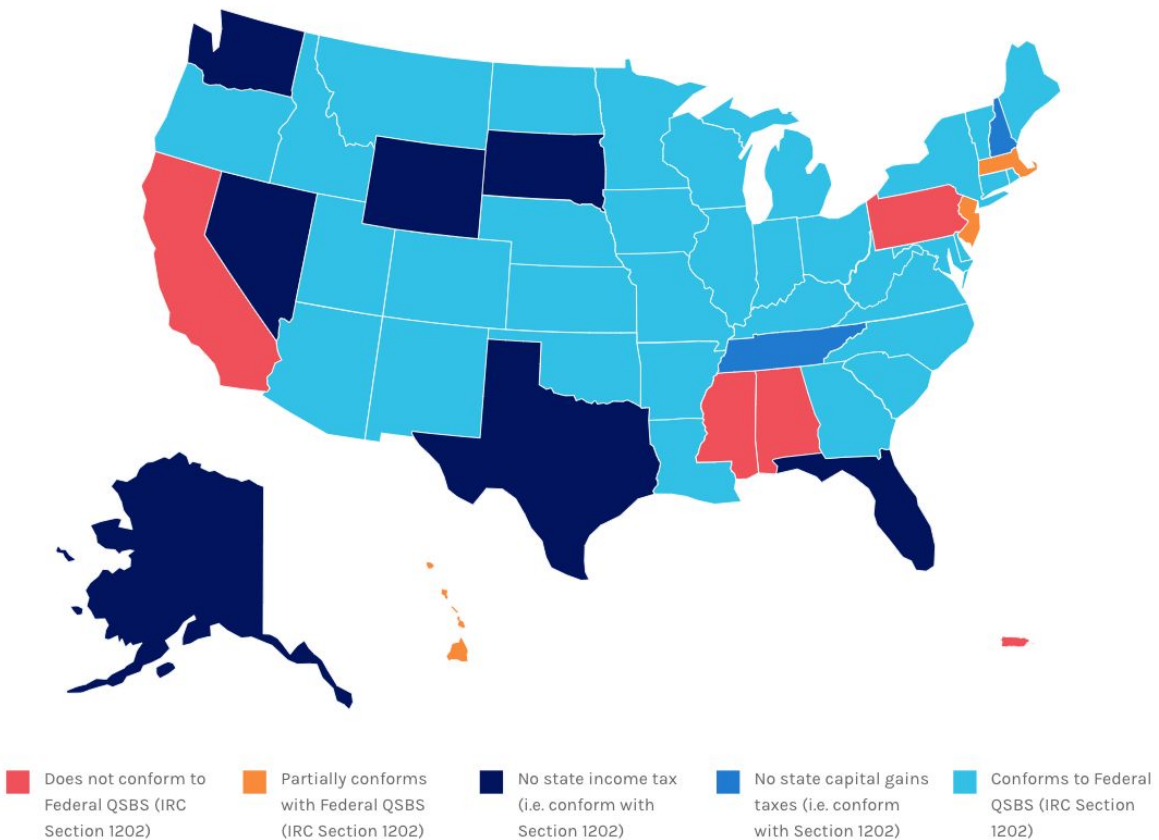 Does not conform to
Federal QSBS (IRC
Section 1202)
Partially conforms
with Federal QSBS
(IRC Section 1202)
No state income tax
(i.e. conform with
Section 1202)
No state capital gains
taxes (i.e. conform
with Section 1202)
Conforms to Federal
QSBS (IRC Section
1202)